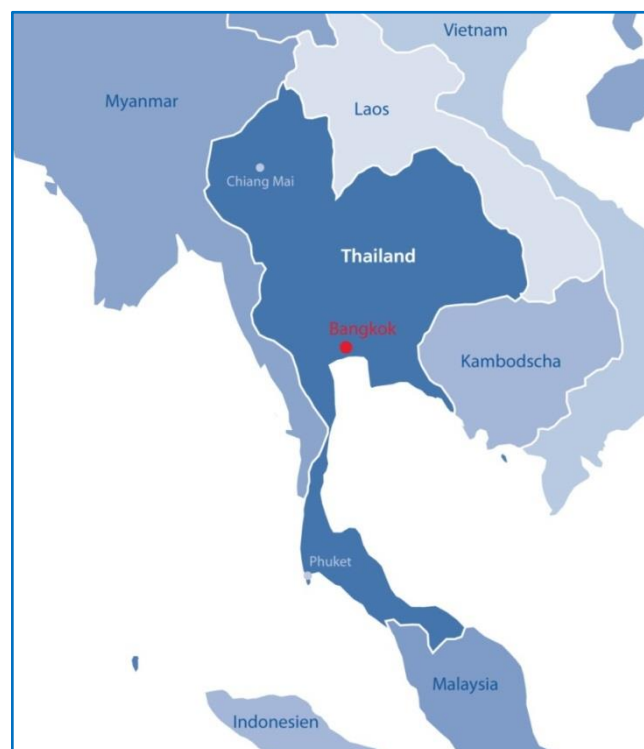 Vietnam
Myanmar
Laos
Chiang Mai
Thailand
Bangkok
Kambodscha
Phuket
Malaysia
Indonesien